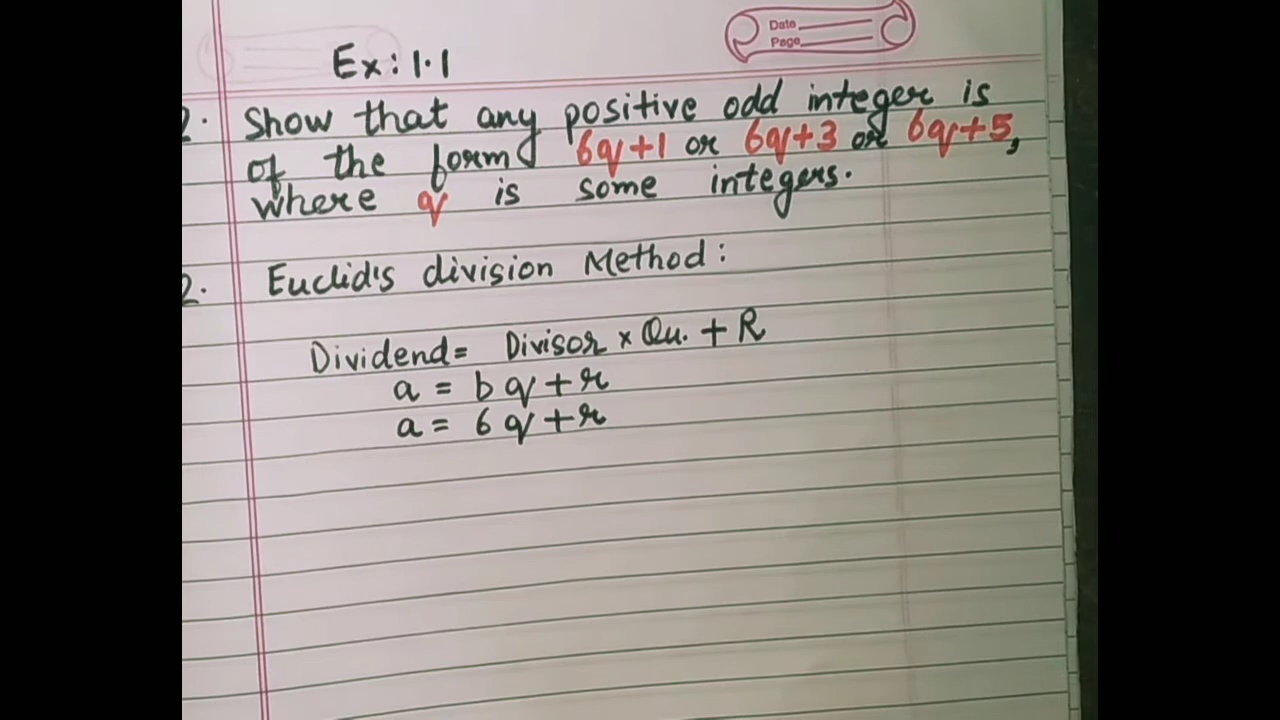 Date
Page
Ex: 1.1
2. Show that any positive odd integer is
of the form 6q+1 or 6q+3 or 6q+5,
where q is some integers.
2. Euclid's division Method:
Dividend = Divisor × Qu. + R
a = bq+r
a = 6q+r